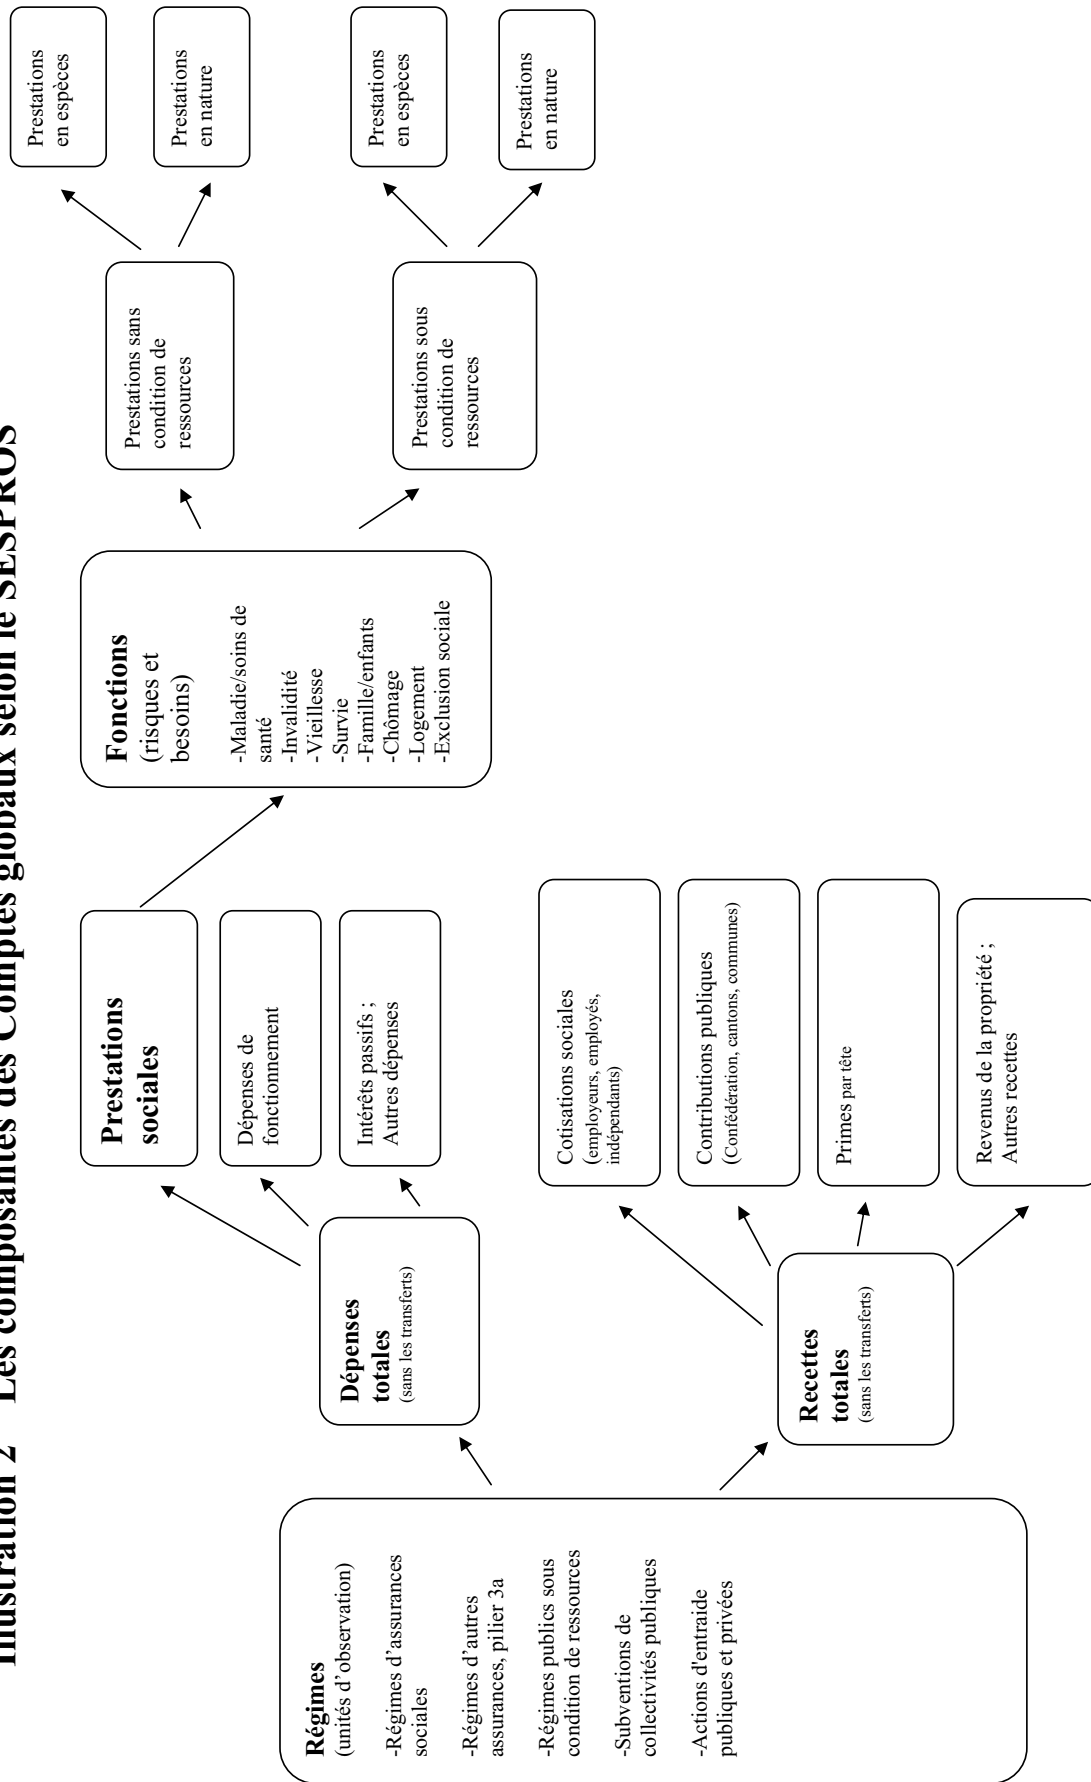 Illustration 2 Les composantes des Comptes globaux selon le SESPROS
Régimes
(unités d’observation)
-Régimes d’assurances
sociales
-Régimes d’autres
assurances, pilier 3a
-Régimes publics sous
condition de ressources
-Subventions de
collectivités publiques
-Actions d'entraide
publiques et privées
Dépenses
totales
(sans les transferts)
Recettes
totales
(sans les transferts)
Prestations
sociales
Dépenses de
fonctionnement
Intérêts passifs ;
Autres dépenses
Cotisations sociales
(employeurs, employés,
indépendants)
Contributions publiques
(Confédération, cantons, communes)
Primes par tête
Revenus de la propriété ;
Autres recettes
Fonctions
(risques et
besoins)
-Maladie/soins de
santé
-Invalidité
-Vieillesse
-Survie
-Famille/enfants
-Chômage
-Logement
-Exclusion sociale
Prestations sans
condition de
ressources
Prestations sous
condition de
ressources
Prestations
en espèces
Prestations
en nature
Prestations
en espèces
Prestations
en nature